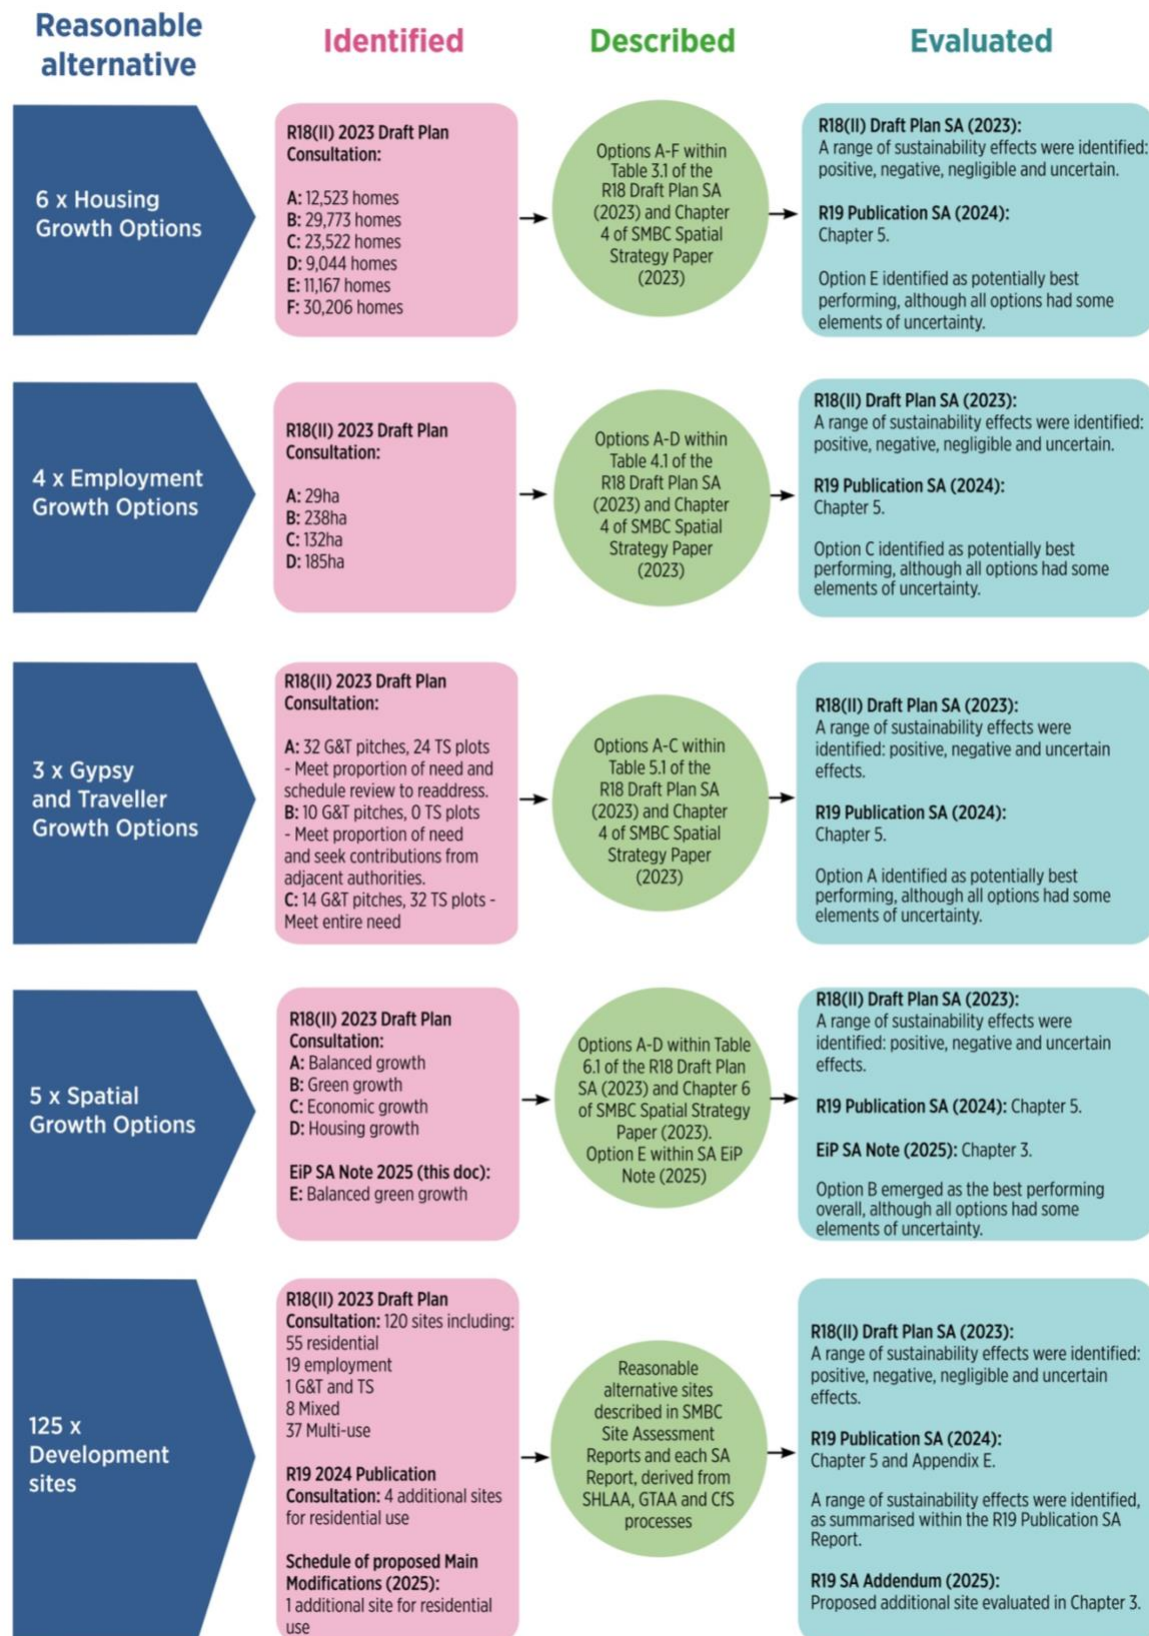 Reasonable
alternative
Identified
Described
Evaluated
6 x Housing
Growth Options
R18(II) 2023 Draft Plan
Consultation:
A: 12,523 homes
B: 29,773 homes
C: 23,522 homes
D: 9,044 homes
E: 11,167 homes
F: 30,206 homes
Options A-F within
Table 3.1 of the
R18 Draft Plan SA
(2023) and Chapter
4 of SMBC Spatial
Strategy Paper
(2023)
R18(II) Draft Plan SA (2023):
A range of sustainability effects were identified:
positive, negative, negligible and uncertain.
R19 Publication SA (2024):
Chapter 5.
Option E identified as potentially best
performing, although all options had some
elements of uncertainty.
4 x Employment
Growth Options
R18(II) 2023 Draft Plan
Consultation:
A: 29ha
B: 238ha
C: 132ha
D: 185ha
Options A-D within
Table 4.1 of the
R18 Draft Plan SA
(2023) and Chapter
4 of SMBC Spatial
Strategy Paper
(2023)
R18(II) Draft Plan SA (2023):
A range of sustainability effects were identified:
positive, negative, negligible and uncertain.
R19 Publication SA (2024):
Chapter 5.
Option C identified as potentially best
performing, although all options had some
elements of uncertainty.
3 x Gypsy
and Traveller
Growth Options
R18(II) 2023 Draft Plan
Consultation:
A: 32 G&T pitches, 24 TS plots
- Meet proportion of need and
schedule review to readdress.
B: 10 G&T pitches, 0 TS plots
- Meet proportion of need
and seek contributions from
adjacent authorities.
C: 14 G&T pitches, 32 TS plots -
Meet entire need
Options A-C within
Table 5.1 of the
R18 Draft Plan SA
(2023) and Chapter
4 of SMBC Spatial
Strategy Paper
(2023)
R18(II) Draft Plan SA (2023):
A range of sustainability effects were
identified: positive, negative and uncertain
effects.
R19 Publication SA (2024):
Chapter 5.
Option A identified as potentially best
performing, although all options had some
elements of uncertainty.
5 x Spatial
Growth Options
R18(II) 2023 Draft Plan
Consultation:
A: Balanced growth
B: Green growth
C: Economic growth
D: Housing growth
EiP SA Note 2025 (this doc):
E: Balanced green growth
Options A-D within Table
6.1 of the R18 Draft Plan
SA (2023) and Chapter 6
of SMBC Spatial Strategy
Paper (2023).
Option E within SA EiP
Note (2025)
R18(II) Draft Plan SA (2023):
A range of sustainability effects were
identified: positive, negative and uncertain
effects.
R19 Publication SA (2024): Chapter 5.
EiP SA Note (2025): Chapter 3.
Option B emerged as the best performing
overall, although all options had some
elements of uncertainty.
125 x
Development
sites
R18(II) 2023 Draft Plan
Consultation: 120 sites including:
55 residential
19 employment
1 G&T and TS
8 Mixed
37 Multi-use
R19 2024 Publication
Consultation: 4 additional sites
for residential use
Schedule of proposed Main
Modifications (2025):
1 additional site for residential
use
Reasonable
alternative sites
described in SMBC
Site Assessment
Reports and each SA
Report, derived from
SHLAA, GTAA and CfS
processes
R18(II) Draft Plan SA (2023):
A range of sustainability effects were identified:
positive, negative, negligible and uncertain
effects.
R19 Publication SA (2024):
Chapter 5 and Appendix E.
A range of sustainability effects were identified,
as summarised within the R19 Publication SA
Report.
R19 SA Addendum (2025):
Proposed additional site evaluated in Chapter 3.